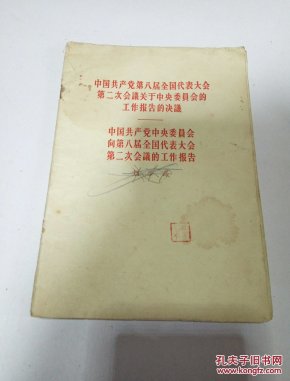 中国共产党第八届全国代表大会
第二次会议关于中央委員会的
工作报告的决議
中国共产党中央委員会
向第八届全国代表大会
第二次会议的工作报告
孔夫子旧书网